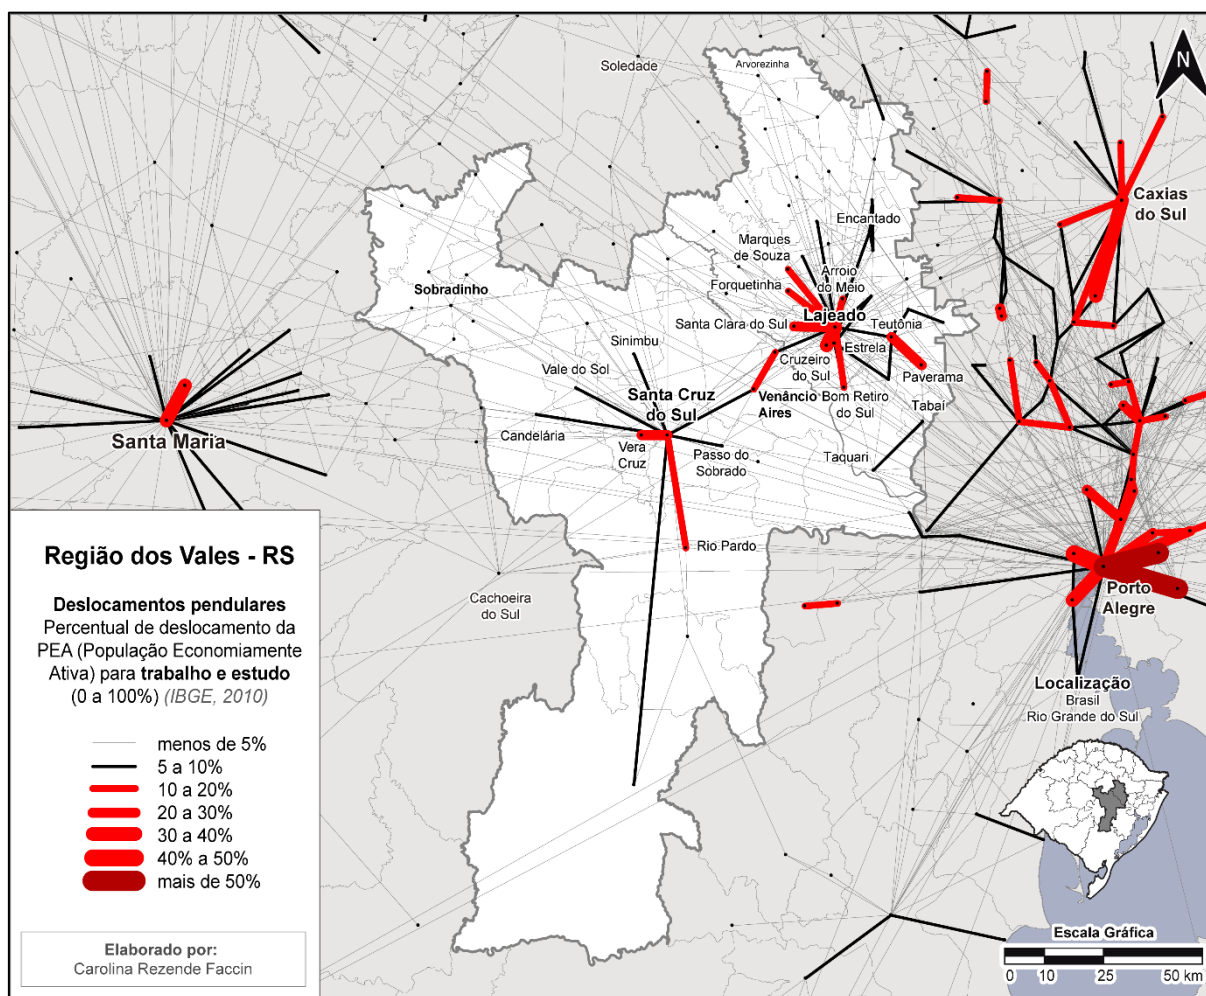 N
Soledade
Arvorezinha
Caxias
do Sul
Encantado
Marques
de Souza
Arroio
do Meio
Forquetinha
Sobradinho
Lajeado
Santa Clara do Sul
Teutônia
Sinimbu
Estrela
Cruzeiro
do Sul
Vale do Sol
Paverama
Santa Cruz
do Sul
Venâncio
Aires
Bom Retiro
do Sul
Tabaí
Candelária
Santa Maria
Vera
Cruz
Passo do
Sobrado
Taquari
Rio Pardo
Cachoeira
do Sul
Porto
Alegre
Região dos Vales - RS
Deslocamentos pendulares
Percentual de deslocamento da
PEA (População Economiamente
Ativa) para trabalho e estudo
(0 a 100%) (IBGE, 2010)
menos de 5%
5 a 10%
10 a 20%
20 a 30%
30 a 40%
40% a 50%
mais de 50%
Elaborado por:
Carolina Rezende Faccin
Localização
Brasil
Rio Grande do Sul
Escala Gráfica
0 10 25 50 km